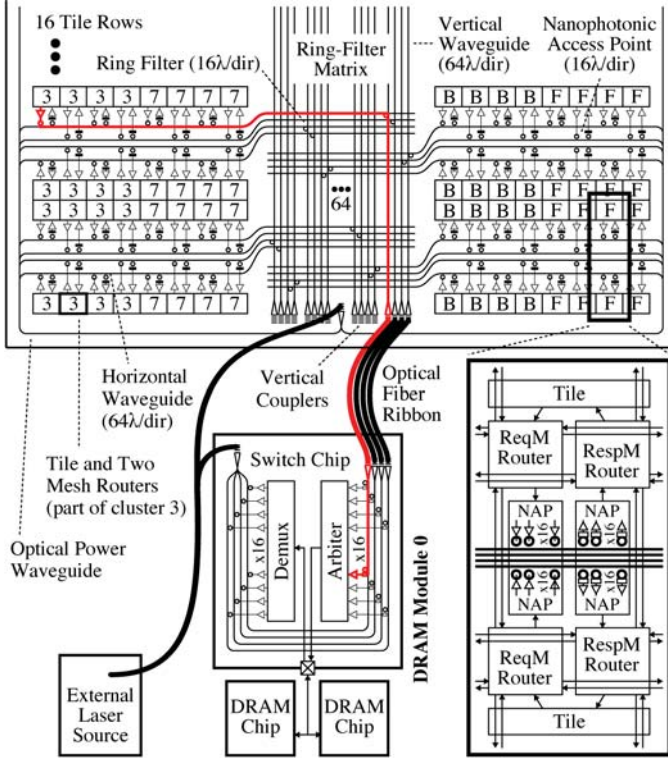 16 Tile Rows
Ring-Filter
Matrix
Vertical
Waveguide
(64λ/dir)
Nanophotonic
Access Point
(16λ/dir)
Ring Filter (16λ/dir)
3 3 3 3 7 7 7 7
B B B B F F F F
3 3 3 3 7 7 7 7
B B B B F F F F
3 3 3 3 7 7 7 7
B B B B F F F F
64
3 3 3 3 7 7 7 7
B B B B F F F F
Horizontal
Waveguide
(64λ/dir)
Vertical
Couplers
Optical
Fiber
Ribbon
Tile and Two
Mesh Routers
(part of cluster 3)
Optical Power
Waveguide
Switch Chip
x16
Demux
Arbiter
x16
DRAM Module 0
External
Laser
Source
DRAM
Chip
DRAM
Chip
Tile
ReqM
Router
RespM
Router
NAP
x16
NAP
x16
x16
NAP
x16
NAP
ReqM
Router
RespM
Router
Tile